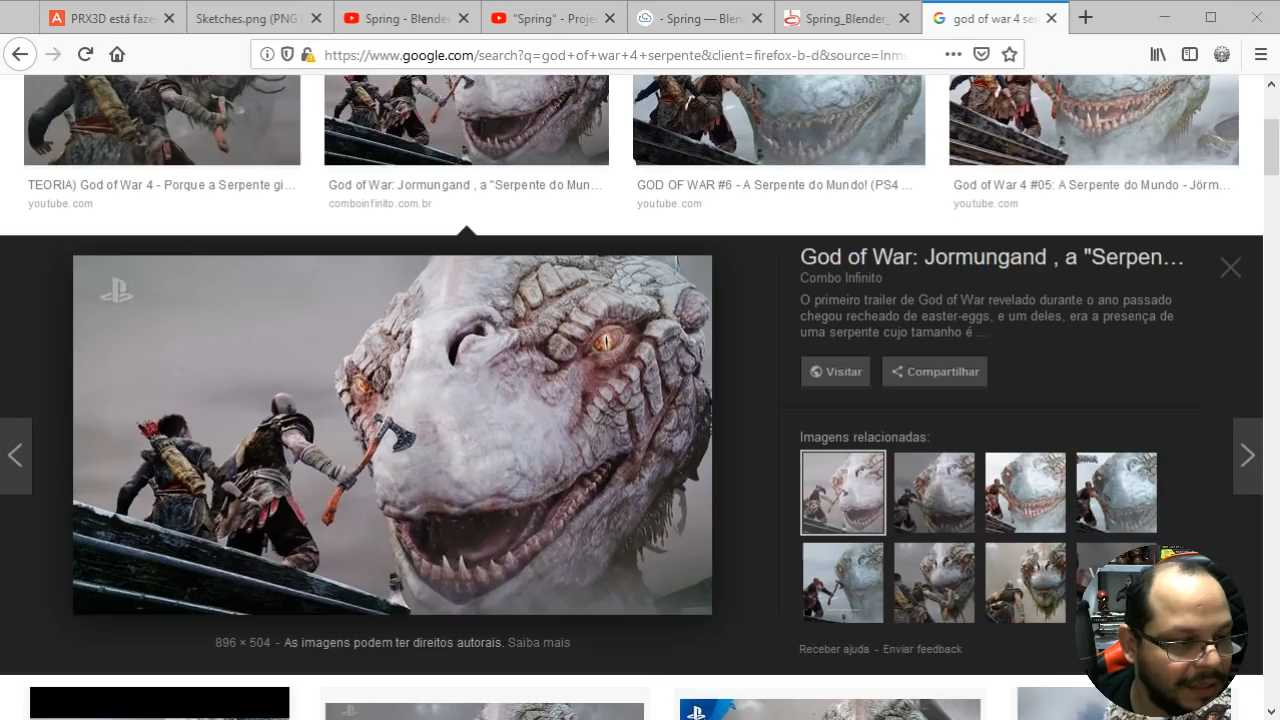 PRX3D está faze
Sketches.png (PNG I
Spring - Blender
"Spring" - Proje
- Spring — Blend
Spring_Blender_
god of war 4 ser
https://www.google.com/search?q=god+of+war+4+serpente&client=firefox-b-d&source=lnms
TEORIA) God of War 4 - Porque a Serpente gi...
youtube.com
God of War: Jormungand , a "Serpente do Mun...
comboinfinito.com.br
GOD OF WAR #6 - A Serpente do Mundo! (PS4 ...
youtube.com
God of War 4 #05: A Serpente do Mundo - Jörm...
youtube.com
God of War: Jormungand , a "Serpen...
Combo Infinito
O primeiro trailer de God of War revelado durante o ano passado
chegou recheado de easter-eggs, e um deles, era a presença de
uma serpente cujo tamanho é ...
Visitar
Compartilhar
Imagens relacionadas:
896 × 504 - As imagens podem ter direitos autorais. Saiba mais
Receber ajuda - Enviar feedback